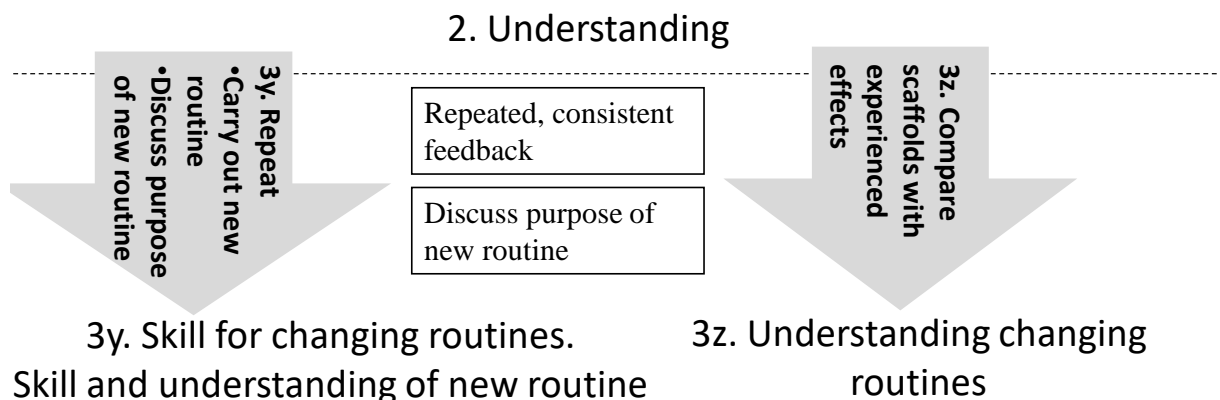 2. Understanding
3y. Repeat
•Carry out new
routine
•Discuss purpose
of new routine
Repeated, consistent
feedback
Discuss purpose of
new routine
3z. Compare
scaffolds with
experienced
effects
3y. Skill for changing routines.
Skill and understanding of new routine
3z. Understanding changing
routines